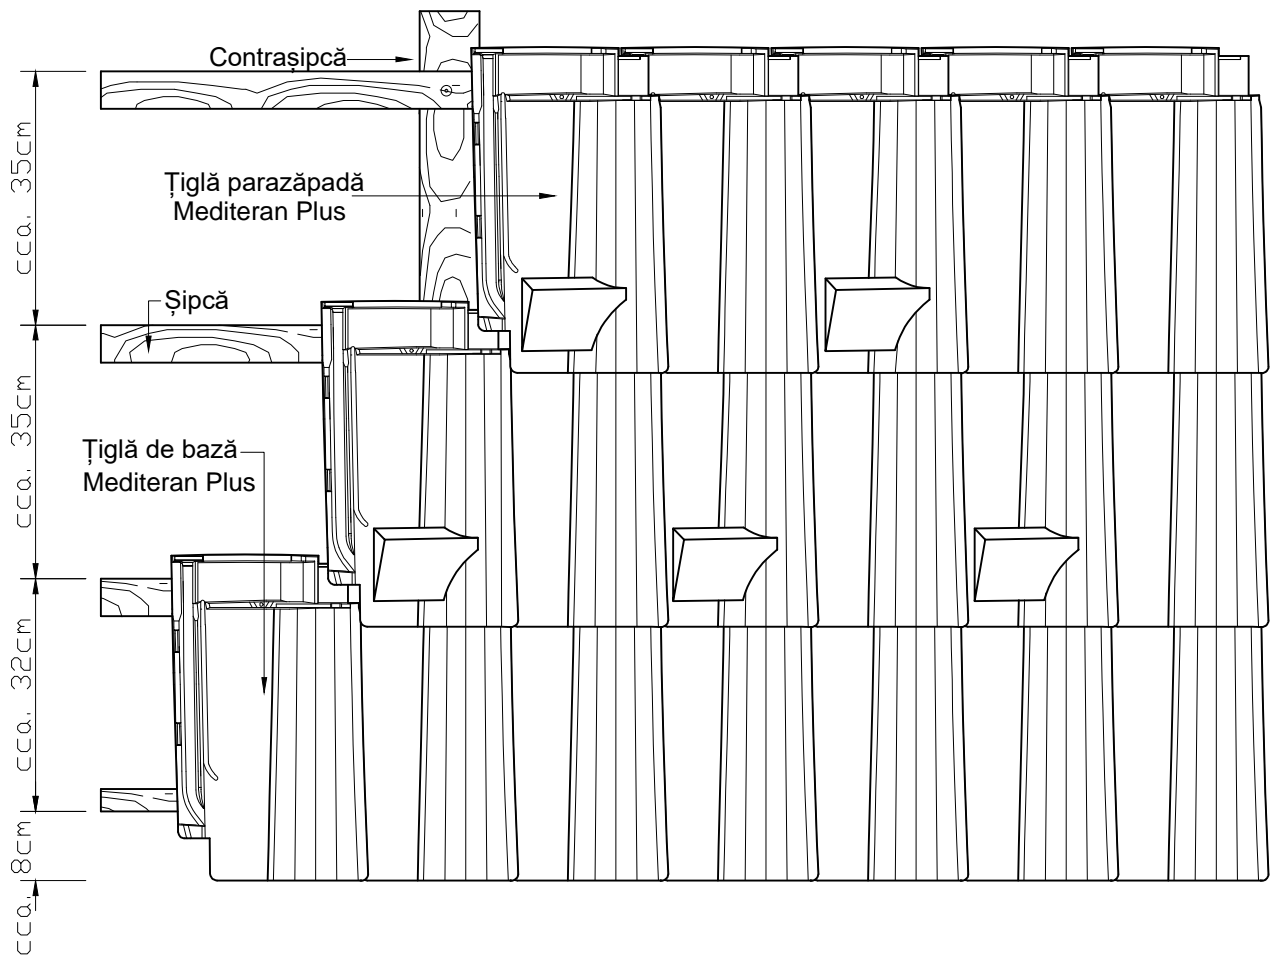 Contrașipcă
cca. 35cm
Țiglă parazăpadă
Mediteran Plus
Șipcă
cca. 35cm
Țiglă de bază
Mediteran Plus
cca. 32cm
cca. 8cm